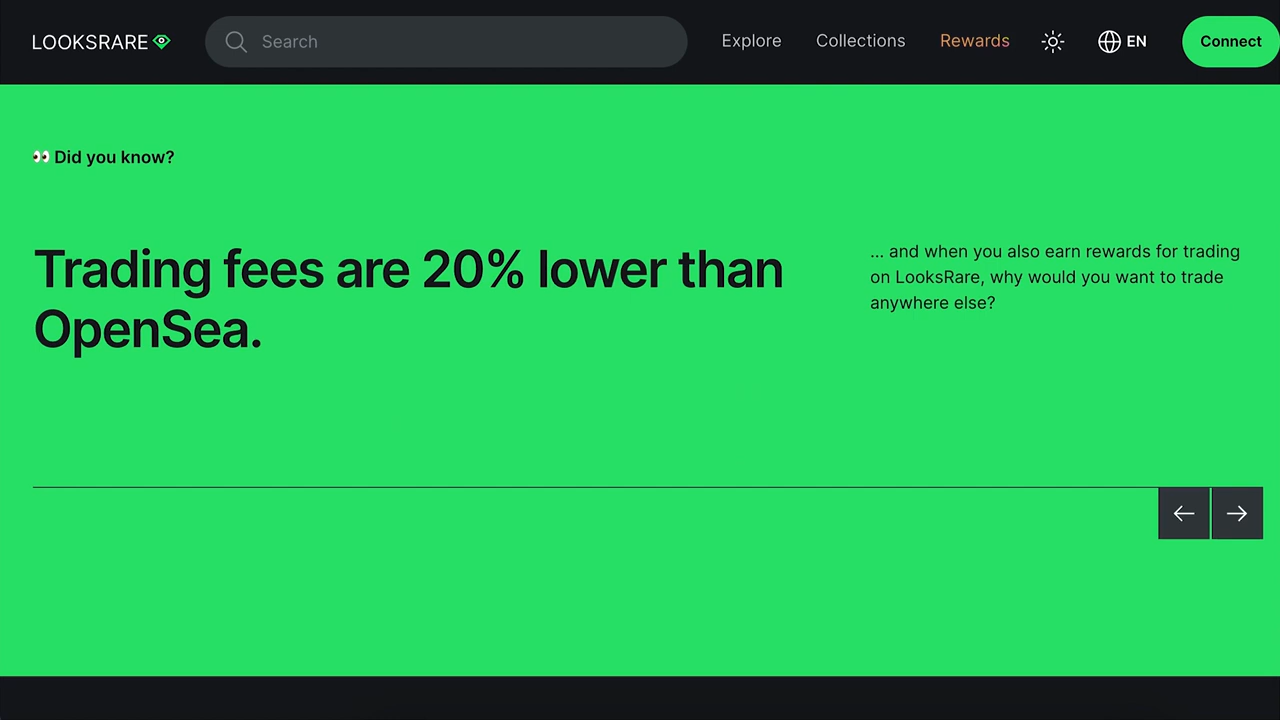 LOOKSRARE
Search
Explore
Collections
Rewards
EN
Connect
👀 Did you know?
Trading fees are 20% lower than
OpenSea.
... and when you also earn rewards for trading
on LooksRare, why would you want to trade
anywhere else?